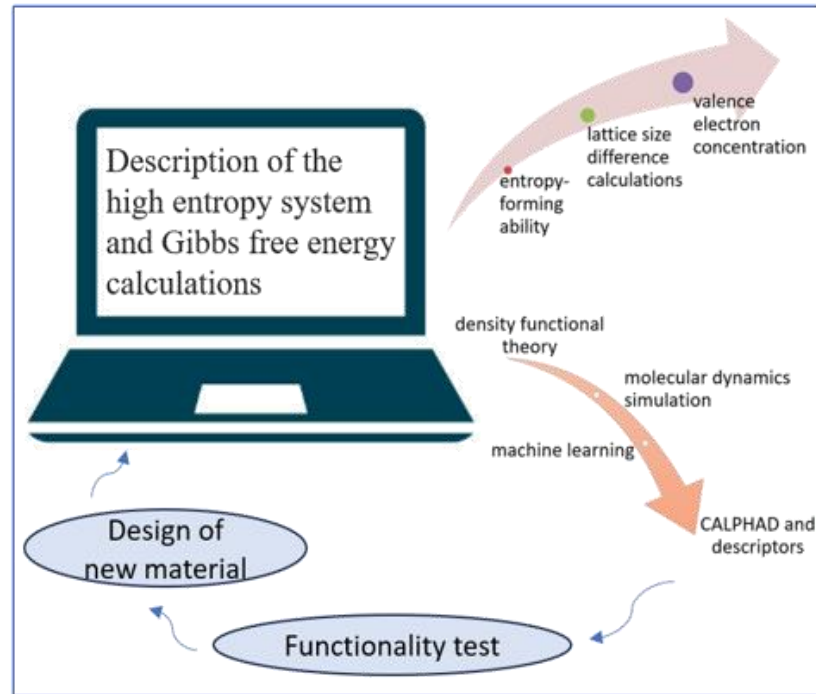 Description of the
high entropy system
and Gibbs free energy
calculations
entropy-
forming
ability
lattice size
difference
calculations
valence
electron
concentration
density functional
theory
molecular dynamics
simulation
machine learning
CALPHAD and
descriptors
Design of
new material
Functionality test